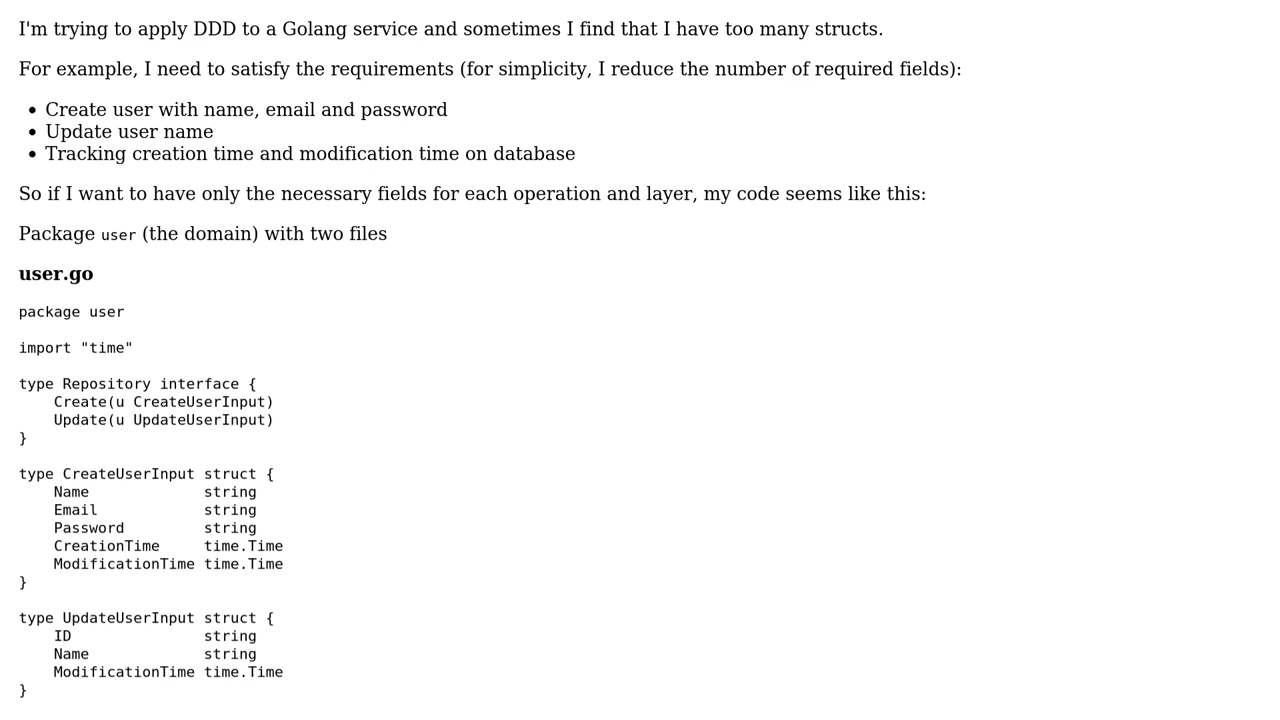 I'm trying to apply DDD to a Golang service and sometimes I find that I have too many structs.
For example, I need to satisfy the requirements (for simplicity, I reduce the number of required fields):
• Create user with name, email and password
• Update user name
• Tracking creation time and modification time on database
So if I want to have only the necessary fields for each operation and layer, my code seems like this:
Package user (the domain) with two files
user.go
package user
import "time"
type Repository interface {
    Create(u CreateUserInput)
    Update(u UpdateUserInput)
}
type CreateUserInput struct {
    Name             string
    Email            string
    Password         string
    CreationTime     time.Time
    ModificationTime time.Time
}
type UpdateUserInput struct {
    ID               string
    Name             string
    ModificationTime time.Time
}